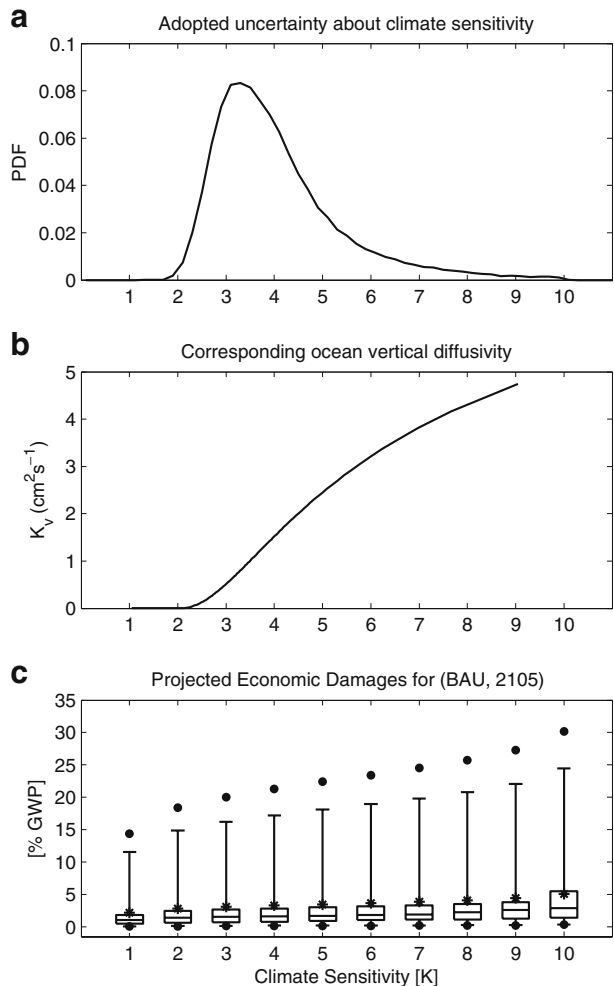 a
Adopted uncertainty about climate sensitivity
0.1
0.08
0.06
0.04
0.02
0
PDF
1 2 3 4 5 6 7 8 9 10
b
Corresponding ocean vertical diffusivity
5
4
3
2
1
0
K_v (cm²s⁻¹)
1 2 3 4 5 6 7 8 9 10
c
Projected Economic Damages for (BAU, 2105)
35
30
25
20
15
10
5
0
[% GWP]
1 2 3 4 5 6 7 8 9 10
Climate Sensitivity [K]